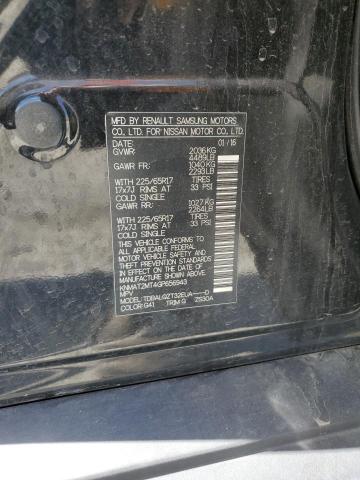 MFD BY RENAULT SAMSUNG MOTORS
CO., LTD. FOR NISSAN MOTOR CO., LTD.
DATE: 01/16
GVWR: 2036KG
4489LB
GAWR FR: 1040KG
2293LB
WITH 225/65R17 TIRES
17x7J RIMS AT 33 PSI
COLD SINGLE
GAWR RR: 1027KG
2264LB
WITH 225/65R17 TIRES
17x7J RIMS AT 33 PSI
COLD SINGLE
THIS VEHICLE CONFORMS TO ALL
APPLICABLE FEDERAL MOTOR VEHICLE
SAFETY STANDARDS IN EFFECT ON THE
DATE OF MANUFACTURE SHOWN ABOVE.
KNMAT2MT4GP656943
MPV
MODEL: TDBALGZT32EUA----D
COLOR: G41 TRIM: G ZS30A